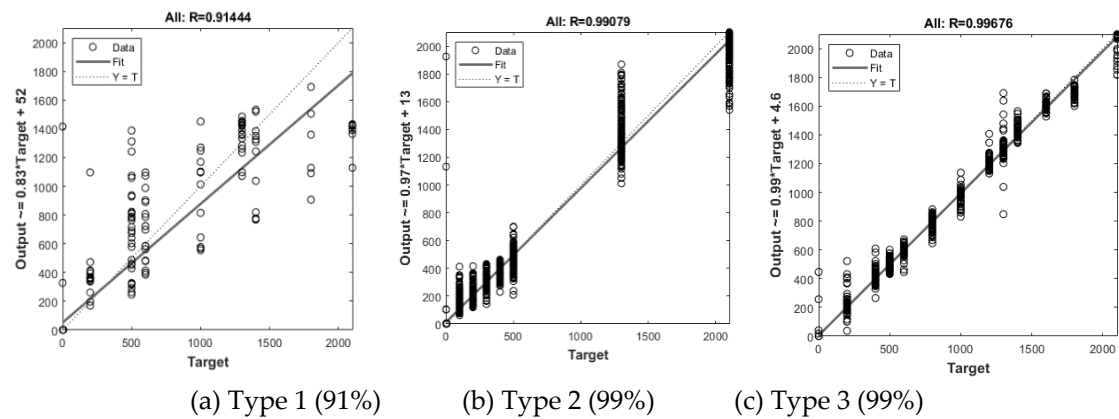 All: R=0.91444
Data
Fit
Y = T
Output ~= 0.83*Target + 52
2000
1800
1600
1400
1200
1000
800
600
400
200
0
0 500 1000 1500 2000
Target
All: R=0.99079
Data
Fit
Y = T
Output ~= 0.97*Target + 13
2000
1800
1600
1400
1200
1000
800
600
400
200
0
0 500 1000 1500 2000
Target
All: R=0.99676
Data
Fit
Y = T
Output ~= 0.99*Target + 4.6
2000
1800
1600
1400
1200
1000
800
600
400
200
0
0 500 1000 1500 2000
Target
(a) Type 1 (91%) (b) Type 2 (99%) (c) Type 3 (99%)